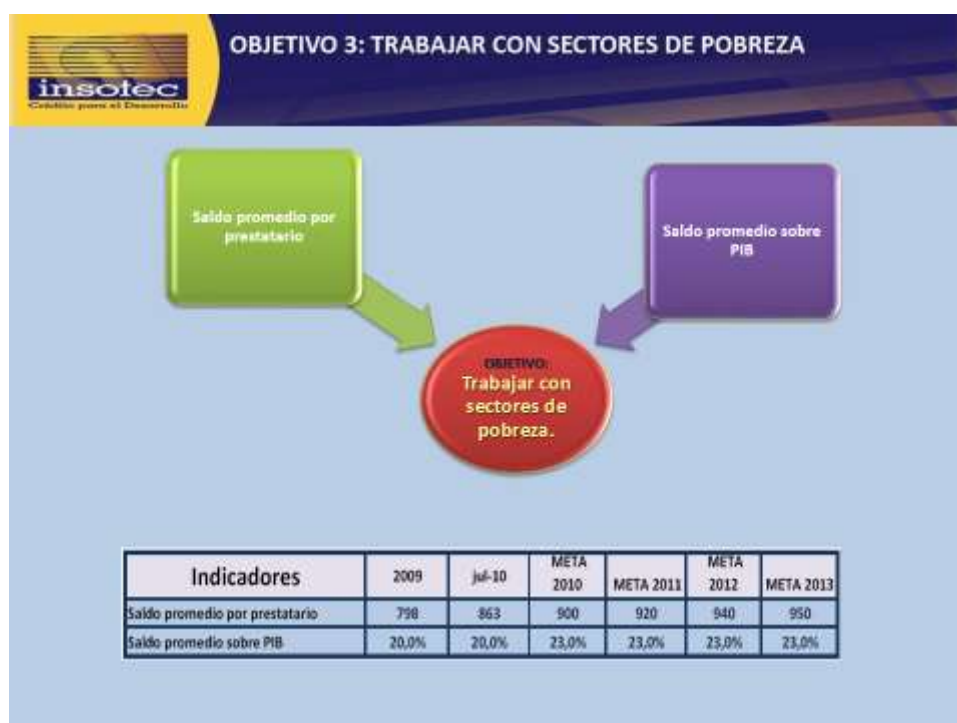 OBJETIVO 3: TRABAJAR CON SECTORES DE POBREZA
insotec
Crédito para el Desarrollo
Saldo promedio por
prestatario
Saldo promedio sobre
PIB
OBJETIVO:
Trabajar con
sectores de
pobreza.
Indicadores 2009 jul-10 META 2010 META 2011 META 2012 META 2013
Saldo promedio por prestatario 798 863 900 920 940 950
Saldo promedio sobre PIB 20,0% 20,0% 23,0% 23,0% 23,0% 23,0%